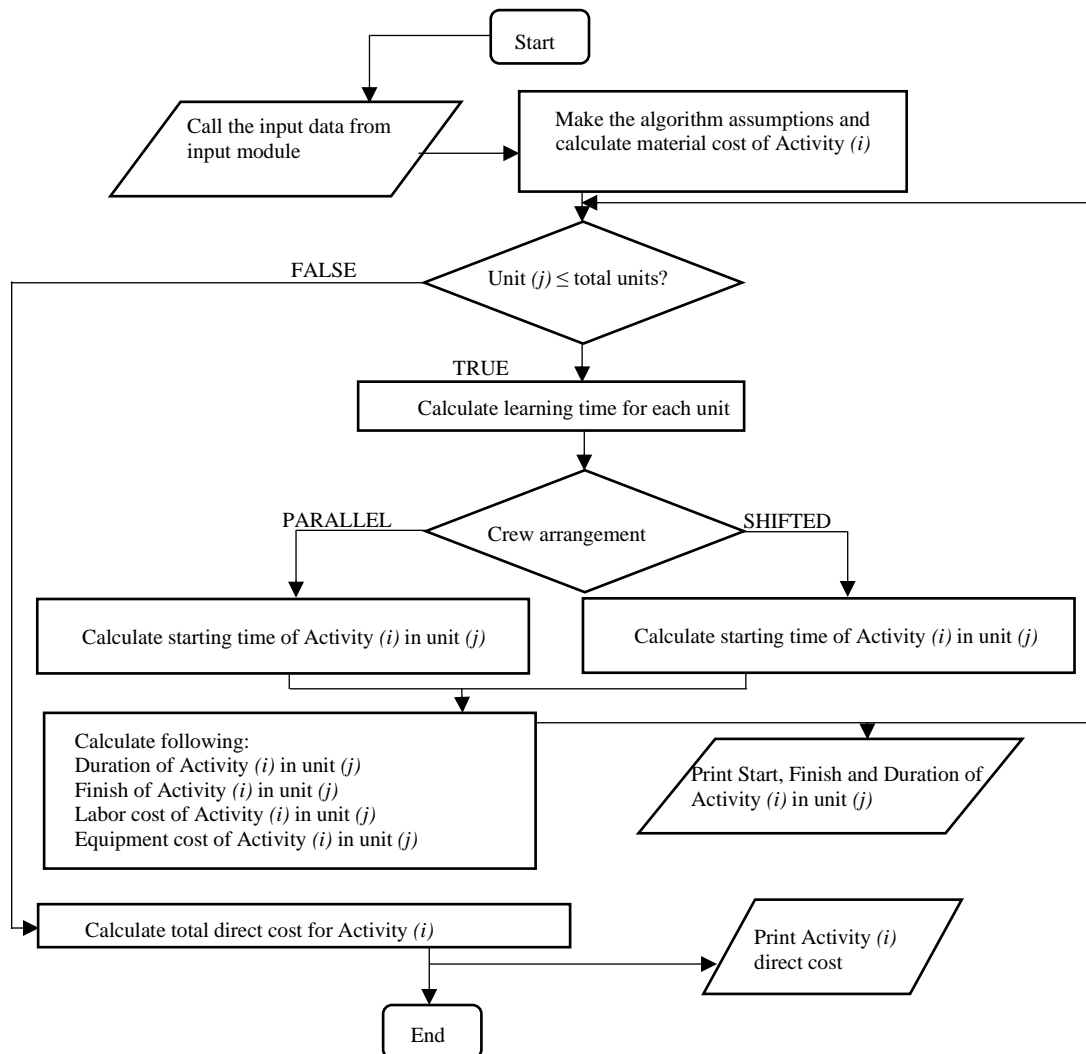 Start
Call the input data from
input module
Make the algorithm assumptions and
calculate material cost of Activity (i)
FALSE
Unit (j) ≤ total units?
TRUE
Calculate learning time for each unit
PARALLEL
Crew arrangement
SHIFTED
Calculate starting time of Activity (i) in unit (j)
Calculate starting time of Activity (i) in unit (j)
Calculate following:
Duration of Activity (i) in unit (j)
Finish of Activity (i) in unit (j)
Labor cost of Activity (i) in unit (j)
Equipment cost of Activity (i) in unit (j)
Print Start, Finish and Duration of
Activity (i) in unit (j)
Calculate total direct cost for Activity (i)
Print Activity (i)
direct cost
End